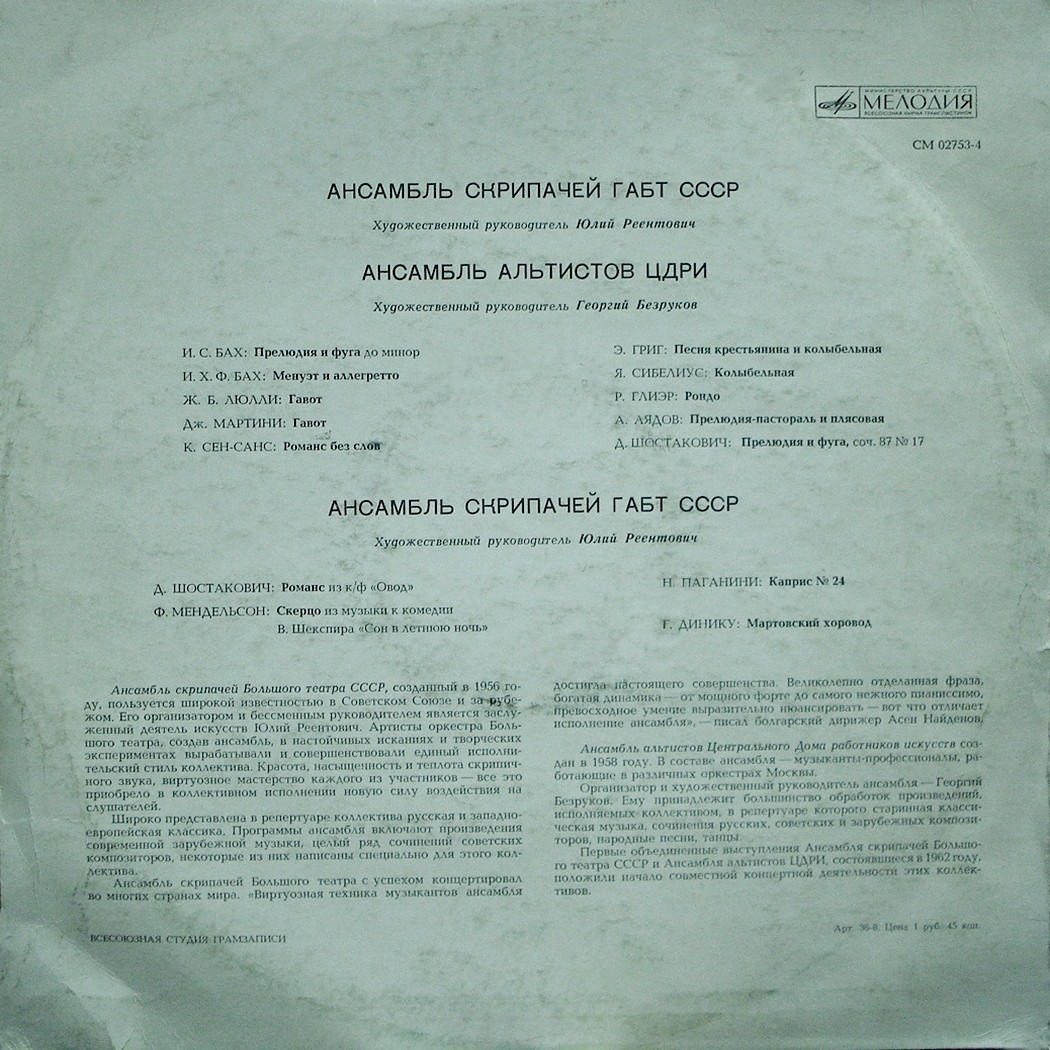 МИНИСТЕРСТВО КУЛЬТУРЫ СССР
МЕЛОДИЯ
ВСЕСОЮЗНАЯ ФИРМА ГРАМПЛАСТИНОК
СМ 02753-4
АНСАМБЛЬ СКРИПАЧЕЙ ГАБТ СССР
Художественный руководитель Юлий Реентович
АНСАМБЛЬ АЛЬТИСТОВ ЦДРИ
Художественный руководитель Георгий Безруков
И. С. БАХ: Прелюдия и фуга до минор
И. Х. Ф. БАХ: Менуэт и аллегретто
Ж. Б. ЛЮЛЛИ: Гавот
Дж. МАРТИНИ: Гавот
К. СЕН-САНС: Романс без слов
Э. ГРИГ: Песня крестьянина и колыбельная
Я. СИБЕЛИУС: Колыбельная
Р. ГЛИЭР: Рондо
А. ЛЯДОВ: Прелюдия-пастораль и плясовая
Д. ШОСТАКОВИЧ: Прелюдия и фуга, соч. 87 № 17
АНСАМБЛЬ СКРИПАЧЕЙ ГАБТ СССР
Художественный руководитель Юлий Реентович
Д. ШОСТАКОВИЧ: Романс из к/ф «Овод»
Ф. МЕНДЕЛЬСОН: Скерцо из музыки к комедии
В. Шекспира «Сон в летнюю ночь»
Н. ПАГАНИНИ: Каприс № 24
Г. ДИНИКУ: Мартовский хоровод
Ансамбль скрипачей Большого театра СССР, созданный в 1956 го-
ду, пользуется широкой известностью в Советском Союзе и за рубе-
жом. Его организатором и бессменным руководителем является заслу-
женный деятель искусств Юлий Реентович. Артисты оркестра Боль-
шого театра, создав ансамбль, в настойчивых исканиях и творческих
экспериментах вырабатывали и совершенствовали единый исполни-
тельский стиль коллектива. Красота, насыщенность и теплота скрипич-
ного звука, виртуозное мастерство каждого из участников — все это
приобрело в коллективном исполнении новую силу воздействия на
слушателей.
Широко представлена в репертуаре коллектива русская и западно-
европейская классика. Программы ансамбля включают произведения
современной зарубежной музыки, целый ряд сочинений советских
композиторов, некоторые из них написаны специально для этого кол-
лектива.
Ансамбль скрипачей Большого театра с успехом концертировал
во многих странах мира. «Виртуозная техника музыкантов ансамбля
достигла настоящего совершенства. Великолепно отделанная фраза,
богатая динамика — от мощного форте до самого нежного пианиссимо,
превосходное умение выразительно нюансировать — вот что отличает
исполнение ансамбля», — писал болгарский дирижер Асен Найденов.
Ансамбль альтистов Центрального Дома работников искусств соз-
дан в 1958 году. В составе ансамбля — музыканты-профессионалы, ра-
ботающие в различных оркестрах Москвы.
Организатор и художественный руководитель ансамбля — Георгий
Безруков. Ему принадлежит большинство обработок произведений,
исполняемых коллективом, в репертуаре которого старинная класси-
ческая музыка, сочинения русских, советских и зарубежных компози-
торов, народные песни, танцы.
Первые объединенные выступления Ансамбля скрипачей Большо-
го театра СССР и Ансамбля альтистов ЦДРИ, состоявшиеся в 1962 году,
положили начало совместной концертной деятельности этих коллек-
тивов.
ВСЕСОЮЗНАЯ СТУДИЯ ГРАМЗАПИСИ
Арт. 36-8. Цена 1 руб. 45 коп.